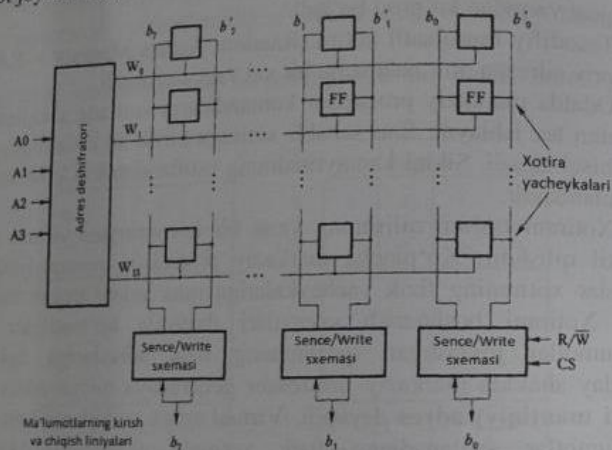 b₇ b'₇ b₁ b'₁ b₀ b'₀
W₀ ...
FF FF
W₁ ...
A0
A1
A2
A3
Adres deshifratori
Xotira
yacheykalari
W₁₅ ...
Sence/Write
sxemasi
Sence/Write
sxemasi
Sence/Write
sxemasi
R/W̅
CS
Ma'lumotlarning kirish
va chiqish liniyalari
b₇ b₁ b₀